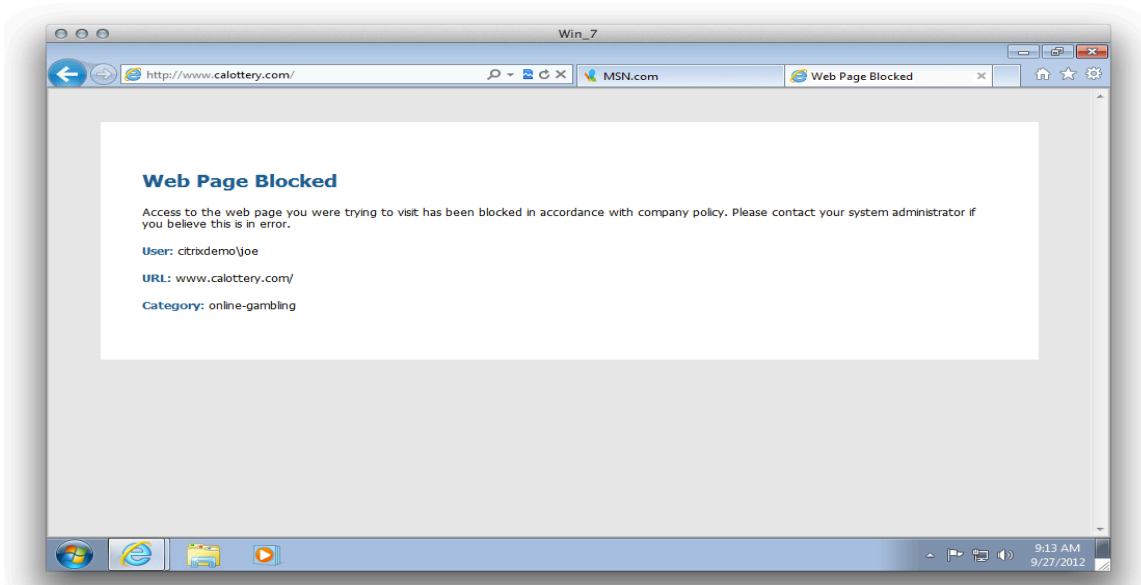 Win_7
http://www.calottery.com/
MSN.com
Web Page Blocked
Web Page Blocked
Access to the web page you were trying to visit has been blocked in accordance with company policy. Please contact your system administrator if
you believe this is in error.
User: citrixdemo\joe
URL: www.calottery.com/
Category: online-gambling
9:13 AM
9/27/2012